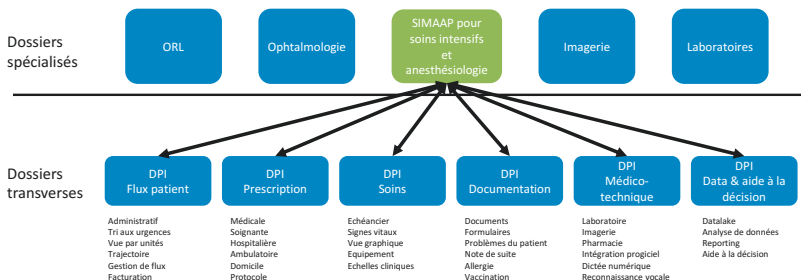 Dossiers
spécialisés
ORL
Ophtalmologie
SIMAAP pour
soins intensifs
et
anesthésiologie
Imagerie
Laboratoires
Dossiers
transverses
DPI
Flux patient
DPI
Prescription
DPI
Soins
DPI
Documentation
DPI
Médico-
technique
DPI
Data & aide à la
décision
Administratif
Tri aux urgences
Vue par unités
Trajectoire
Gestion de flux
Facturation
Médicale
Soignante
Hospitalière
Ambulatoire
Domicile
Protocole
Echéancier
Signes vitaux
Vue graphique
Equipement
Echelles cliniques
Documents
Formulaires
Problèmes du patient
Note de suite
Allergie
Vaccination
Laboratoire
Imagerie
Pharmacie
Intégration progiciel
Dictée numérique
Reconnaissance vocale
Datalake
Analyse de données
Reporting
Aide à la décision